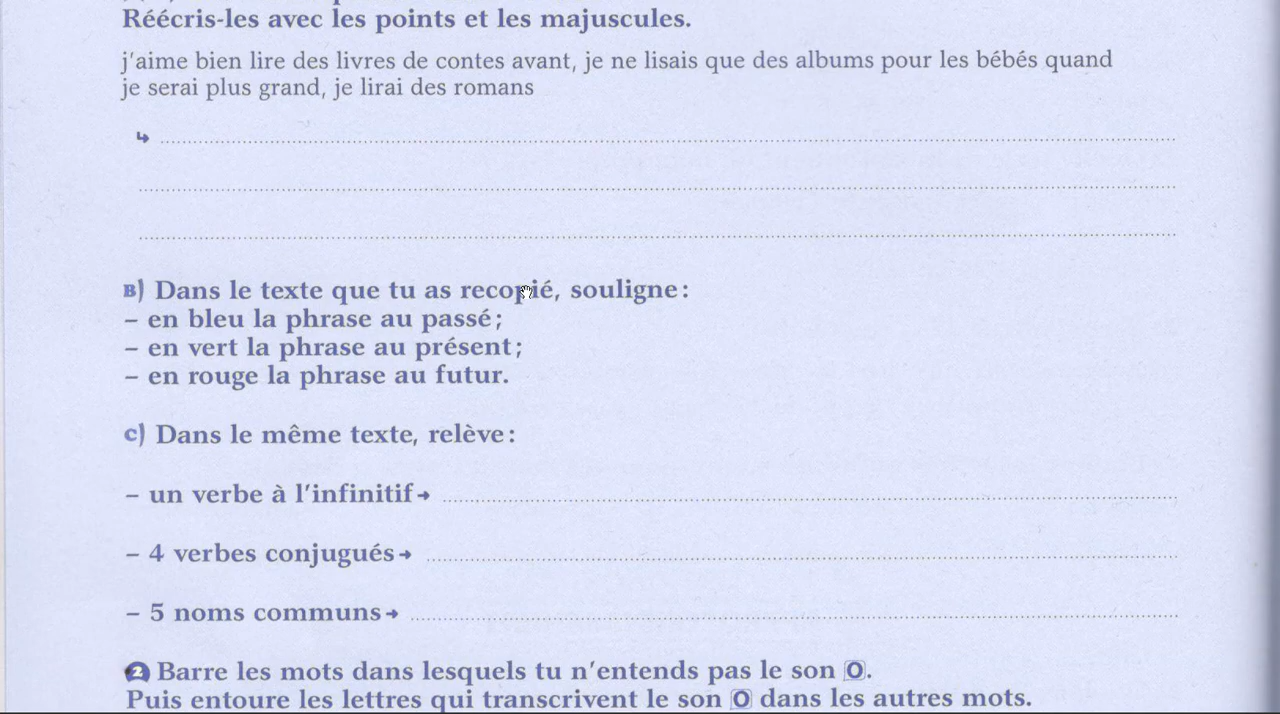 Réécris-les avec les points et les majuscules.
j'aime bien lire des livres de contes avant, je ne lisais que des albums pour les bébés quand
je serai plus grand, je lirai des romans
B) Dans le texte que tu as recopié, souligne :
– en bleu la phrase au passé ;
– en vert la phrase au présent ;
– en rouge la phrase au futur.
C) Dans le même texte, relève :
– un verbe à l'infinitif →
– 4 verbes conjugués →
– 5 noms communs →
2 Barre les mots dans lesquels tu n'entends pas le son O.
Puis entoure les lettres qui transcrivent le son O dans les autres mots.